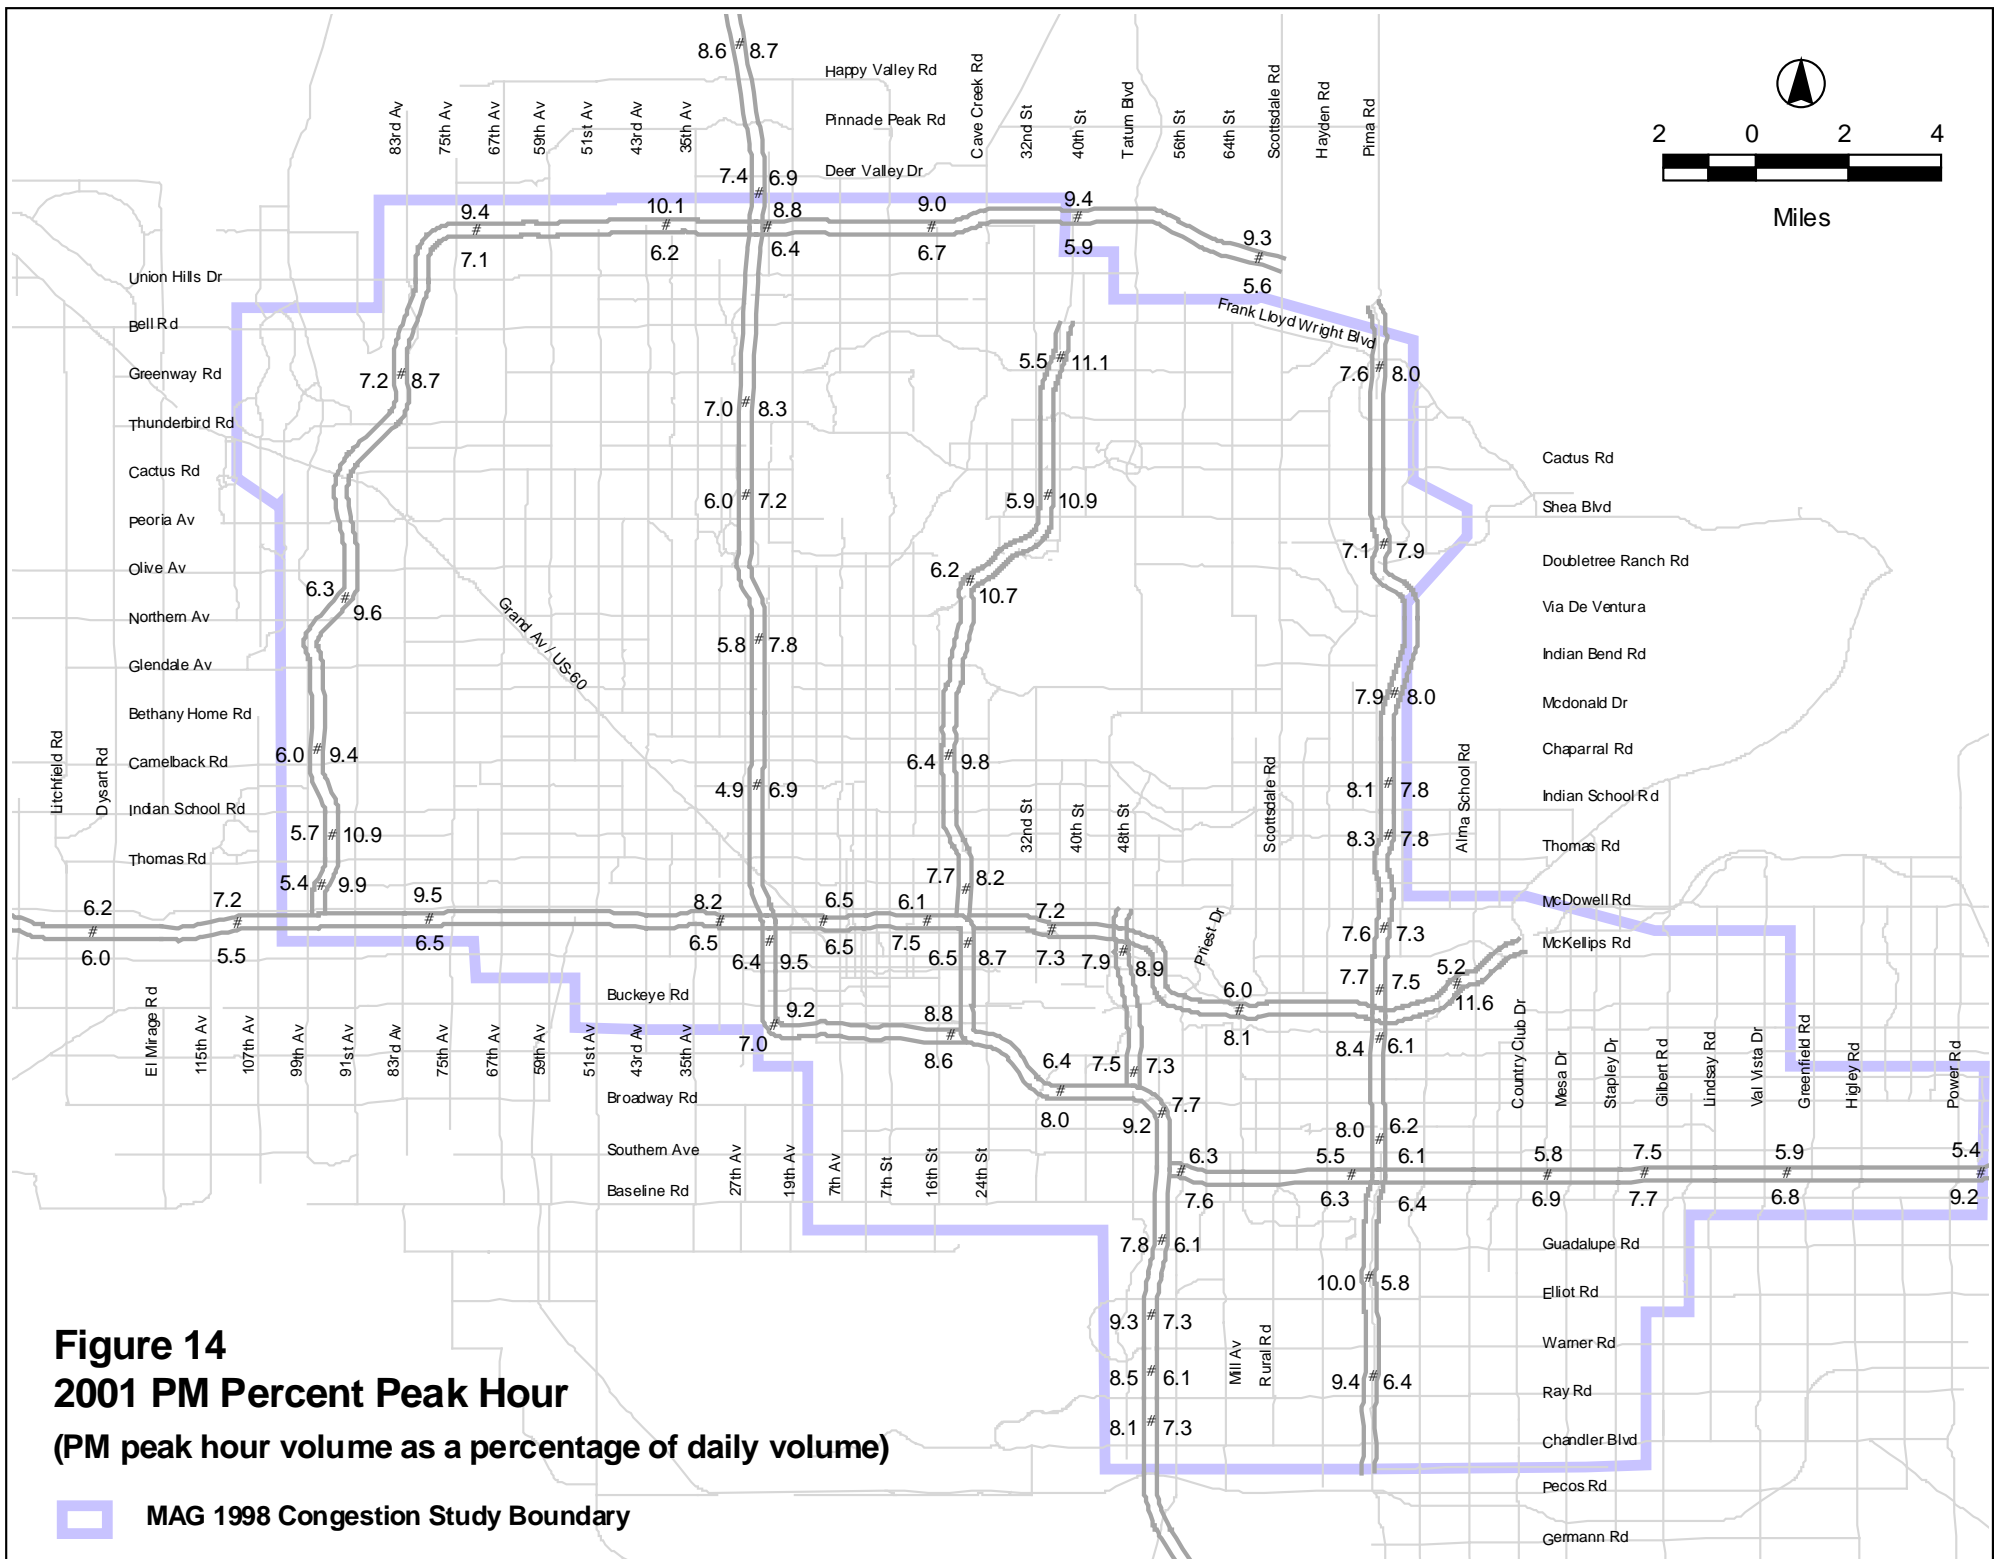 8.6 # 8.7
Happy Valley Rd
Pinnacle Peak Rd
Deer Valley Dr
83rd Av
75th Av
67th Av
59th Av
51st Av
43rd Av
35th Av
Cave Creek Rd
32nd St
40th St
Tatum Blvd
56th St
64th St
Scottsdale Rd
Hayden Rd
Pima Rd
2 0 2 4
Miles
7.4 # 6.9
9.4 # 7.1
10.1 # 6.2
8.8 # 6.4
9.0 # 6.7
9.4 # 5.9
9.3 # 5.6
Union Hills Dr
Bell Rd
Greenway Rd
Thunderbird Rd
Cactus Rd
peoria Av
Olive Av
Northern Av
Glendale Av
Bethany Home Rd
Camelback Rd
Indian School Rd
Thomas Rd
Litchfield Rd
Dysart Rd
Frank Lloyd Wright Blvd
Grand Av / US-60
7.2 # 8.7
7.0 # 8.3
5.5 # 11.1
7.6 # 8.0
6.0 # 7.2
5.9 # 10.9
7.1 # 7.9
6.3 # 9.6
6.2 # 10.7
5.8 # 7.8
7.9 # 8.0
6.0 # 9.4
6.4 # 9.8
4.9 # 6.9
8.1 # 7.8
5.7 # 10.9
8.3 # 7.8
5.4 # 9.9
7.7 # 8.2
Cactus Rd
Shea Blvd
Doubletree Ranch Rd
Via De Ventura
Indian Bend Rd
Mcdonald Dr
Chaparral Rd
Indian School Rd
Thomas Rd
McDowell Rd
McKellips Rd
32nd St
40th St
48th St
Scottsdale Rd
Alma School Rd
Priest Dr
6.2 # 6.0
7.2 # 5.5
9.5 # 6.5
8.2 # 6.5
6.5 # 6.5
6.1 # 7.5
7.2 # 7.3
6.4 # 9.5
6.5 # 8.7
7.9 # 8.9
7.6 # 7.3
7.7 # 7.5
5.2 # 11.6
6.0 # 8.1
9.2 # 7.0
8.8 # 8.6
8.4 # 6.1
6.4 # 8.0
7.5 # 7.3
9.2 # 7.7
8.0 # 6.2
El Mirage Rd
115th Av
107th Av
99th Av
91st Av
83rd Av
75th Av
67th Av
59th Av
51st Av
43rd Av
35th Av
Buckeye Rd
Broadway Rd
Southern Ave
Baseline Rd
27th Av
19th Av
7th Av
7th St
16th St
24th St
Country Club Dr
Mesa Dr
Stapley Dr
Gilbert Rd
Lindsay Rd
Val Vista Dr
Greenfield Rd
Higley Rd
Power Rd
6.3 # 7.6
5.5 # 6.3
6.1 6.4
5.8 # 6.9
7.5 # 7.7
5.9 # 6.8
5.4 # 9.2
7.8 # 6.1
10.0 # 5.8
9.3 # 7.3
8.5 # 6.1
9.4 # 6.4
8.1 # 7.3
Mill Av
Rural Rd
Guadalupe Rd
Elliot Rd
Warner Rd
Ray Rd
Chandler Blvd
Pecos Rd
Germann Rd
Figure 14
2001 PM Percent Peak Hour
(PM peak hour volume as a percentage of daily volume)
MAG 1998 Congestion Study Boundary